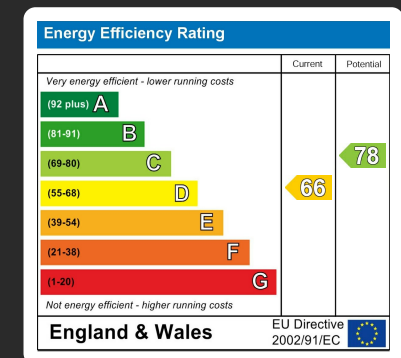 Energy Efficiency Rating
Current Potential
Very energy efficient - lower running costs
(92 plus) A
(81-91) B
(69-80) C
78
(55-68) D
66
(39-54) E
(21-38) F
(1-20) G
Not energy efficient - higher running costs
England & Wales
EU Directive
2002/91/EC